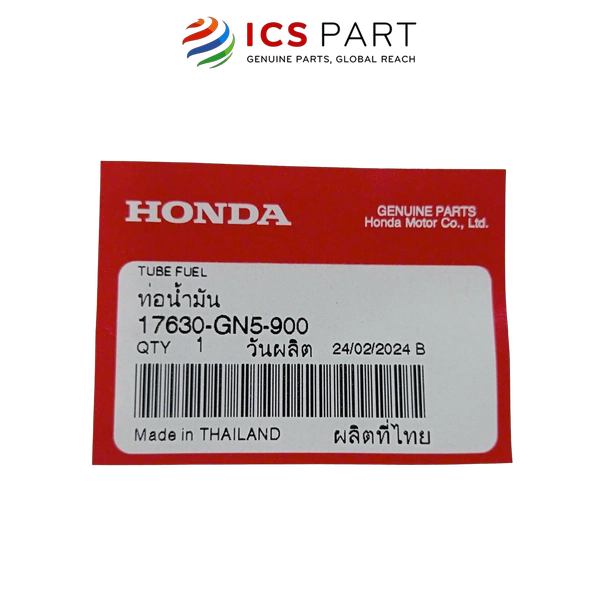 ICS PART
GENUINE PARTS, GLOBAL REACH
HONDA
GENUINE PARTS
Honda Motor Co., Ltd.
TUBE FUEL
ท่อน้ำมัน
17630-GN5-900
QTY 1 วันผลิต 24/02/2024 B
Made in THAILAND ผลิตที่ไทย